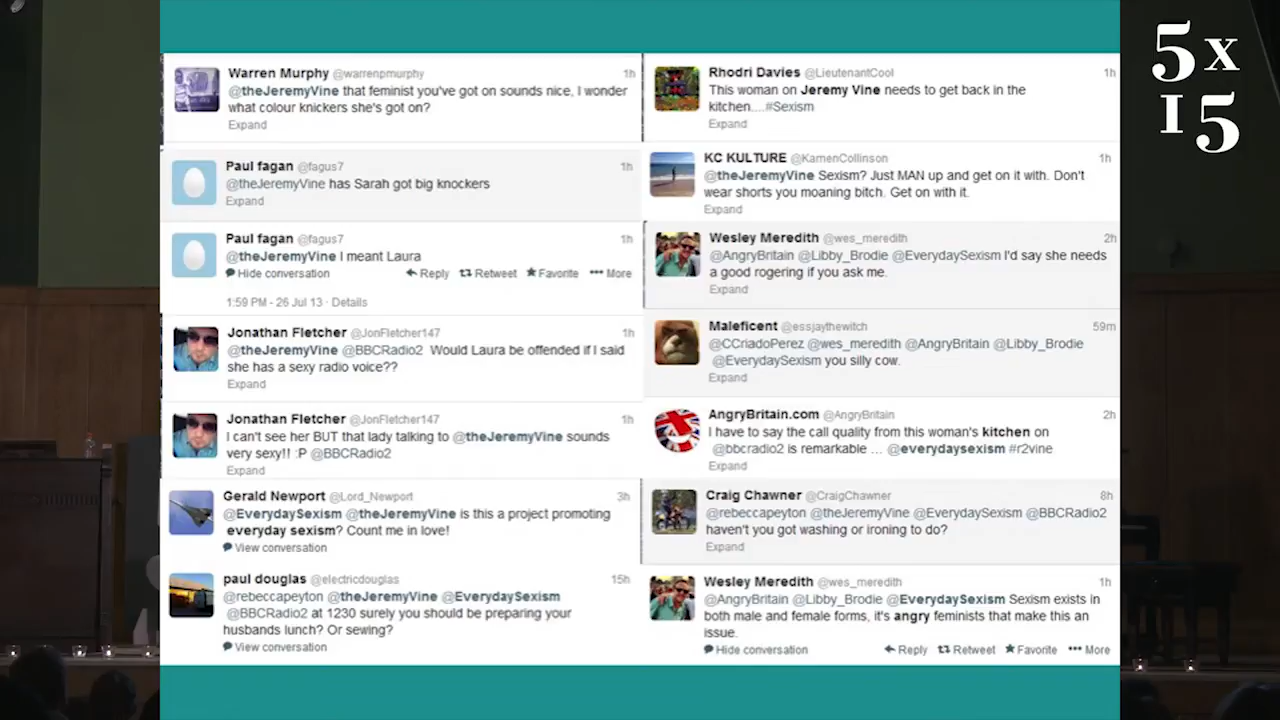 Warren Murphy @warrenpmurphy 1h
@theJeremyVine that feminist you've got on sounds nice, I wonder
what colour knickers she's got on?
Expand
Paul fagan @fagus7 1h
@theJeremyVine has Sarah got big knockers
Expand
Paul fagan @fagus7 1h
@theJeremyVine I meant Laura
Hide conversation Reply Retweet Favorite More
1:59 PM - 26 Jul 13 · Details
Jonathan Fletcher @JonFletcher147 1h
@theJeremyVine @BBCRadio2 Would Laura be offended if I said
she has a sexy radio voice??
Expand
Jonathan Fletcher @JonFletcher147 1h
I can't see her BUT that lady talking to @theJeremyVine sounds
very sexy!! :P @BBCRadio2
Expand
Gerald Newport @Lord_Newport 3h
@EverydaySexism @theJeremyVine is this a project promoting
everyday sexism? Count me in love!
View conversation
paul douglas @electricdouglas 15h
@rebeccapeyton @theJeremyVine @EverydaySexism
@BBCRadio2 at 1230 surely you should be preparing your
husbands lunch? Or sewing?
View conversation
Rhodri Davies @LieutenantCool 1h
This woman on Jeremy Vine needs to get back in the
kitchen....#Sexism
Expand
KC KULTURE @KamenCollinson 1h
@theJeremyVine Sexism? Just MAN up and get on it with. Don't
wear shorts you moaning bitch. Get on with it.
Expand
Wesley Meredith @wes_meredith 2h
@AngryBritain @Libby_Brodie @EverydaySexism I'd say she needs
a good rogering if you ask me.
Expand
Maleficent @essjaythewitch 59m
@CCriadoPerez @wes_meredith @AngryBritain @Libby_Brodie
@EverydaySexism you silly cow.
Expand
AngryBritain.com @AngryBritain 2h
I have to say the call quality from this woman's kitchen on
@bbcradio2 is remarkable ... @everydaysexism #r2vine
Expand
Craig Chawner @CraigChawner 8h
@rebeccapeyton @theJeremyVine @EverydaySexism @BBCRadio2
haven't you got washing or ironing to do?
Expand
Wesley Meredith @wes_meredith 1h
@AngryBritain @Libby_Brodie @EverydaySexism Sexism exists in
both male and female forms, it's angry feminists that make this an
issue.
Hide conversation Reply Retweet Favorite More
5 x
15